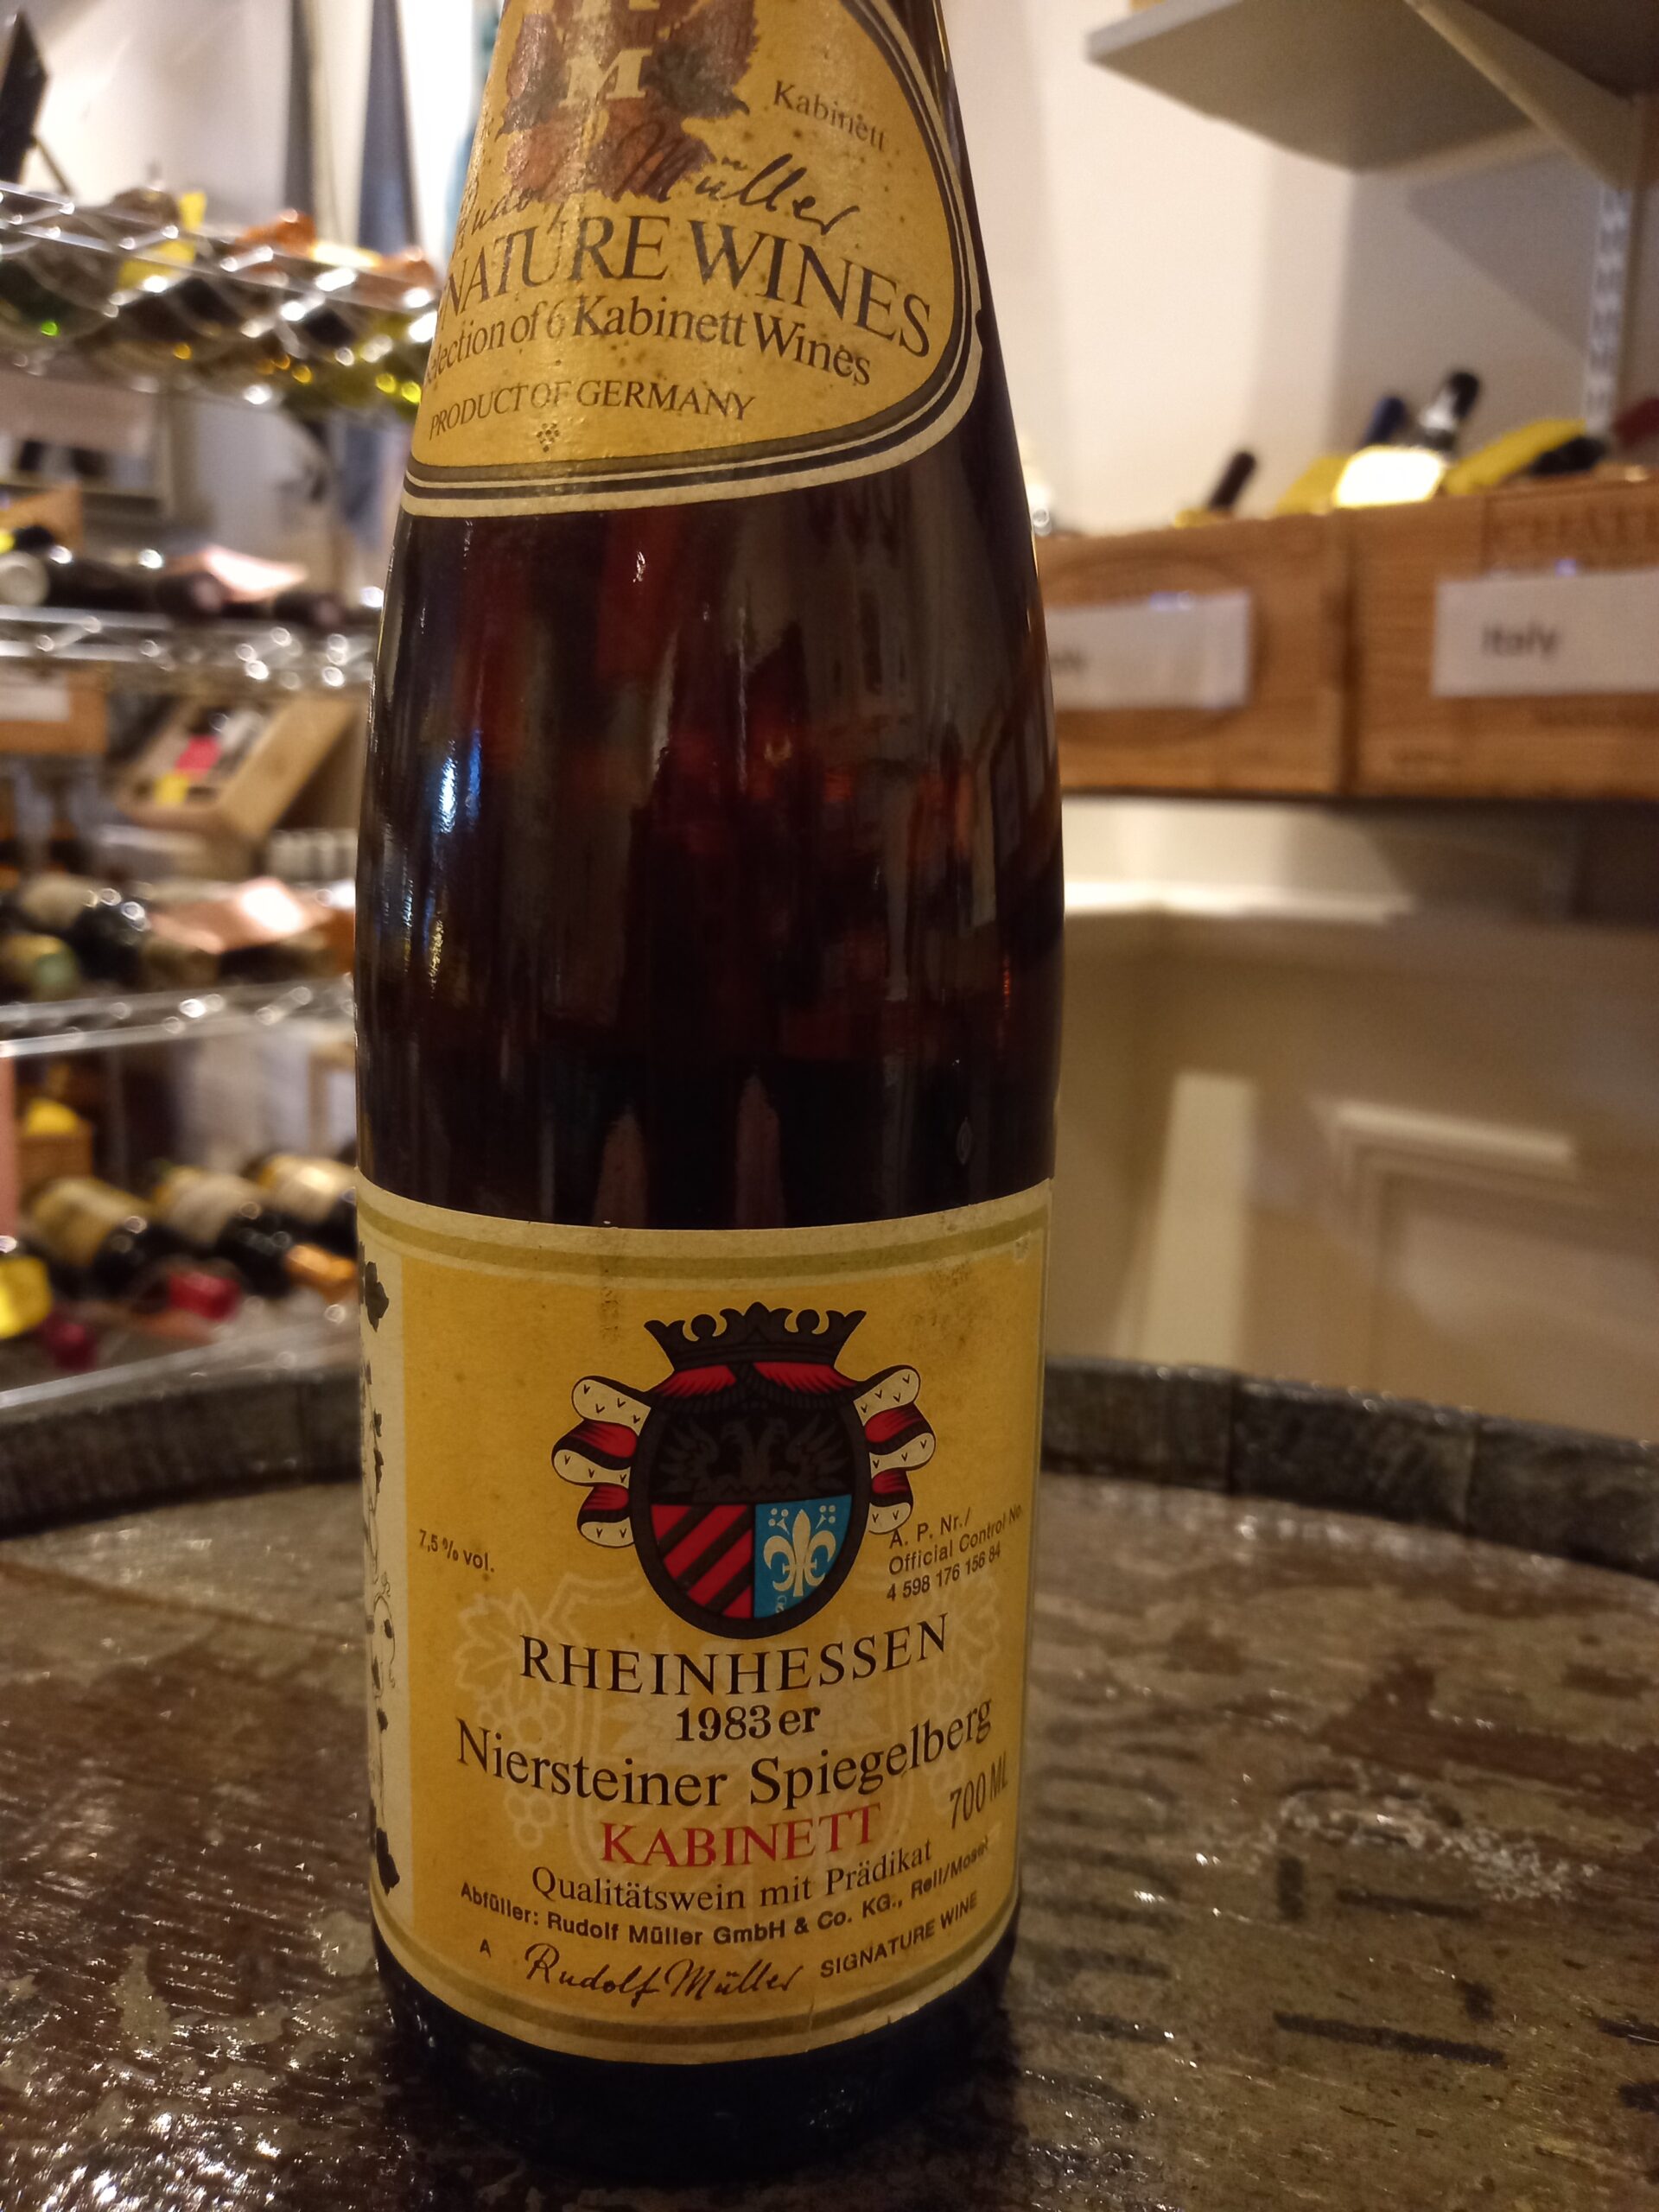 M
Kabinett
Müller
NATURE WINES
lection of 6 Kabinett Wines
PRODUCT OF GERMANY
Italy
7,5 % vol.
A. P. Nr./
Official Control No.
4 598 176 156 84
RHEINHESSEN
1983er
Niersteiner Spiegelberg
700 ML
KABINETT
Qualitätswein mit Prädikat
Abfüller: Rudolf Müller GmbH & Co. KG., Reil/Mosel
A Rudolf Müller SIGNATURE WINE